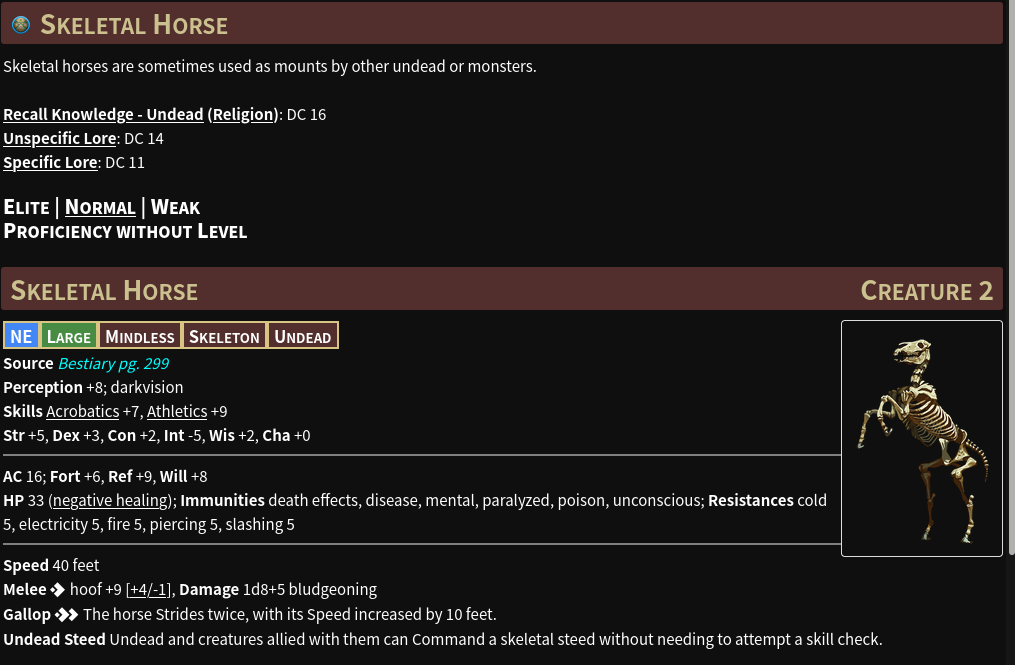 Skeletal Horse
Skeletal horses are sometimes used as mounts by other undead or monsters.
Recall Knowledge - Undead (Religion): DC 16
Unspecific Lore: DC 14
Specific Lore: DC 11
Elite | Normal | Weak
Proficiency without Level
Skeletal Horse Creature 2
NE Large Mindless Skeleton Undead
Source Bestiary pg. 299
Perception +8; darkvision
Skills Acrobatics +7, Athletics +9
Str +5, Dex +3, Con +2, Int -5, Wis +2, Cha +0
AC 16; Fort +6, Ref +9, Will +8
HP 33 (negative healing); Immunities death effects, disease, mental, paralyzed, poison, unconscious; Resistances cold
5, electricity 5, fire 5, piercing 5, slashing 5
Speed 40 feet
Melee hoof +9 [+4/-1], Damage 1d8+5 bludgeoning
Gallop The horse Strides twice, with its Speed increased by 10 feet.
Undead Steed Undead and creatures allied with them can Command a skeletal steed without needing to attempt a skill check.